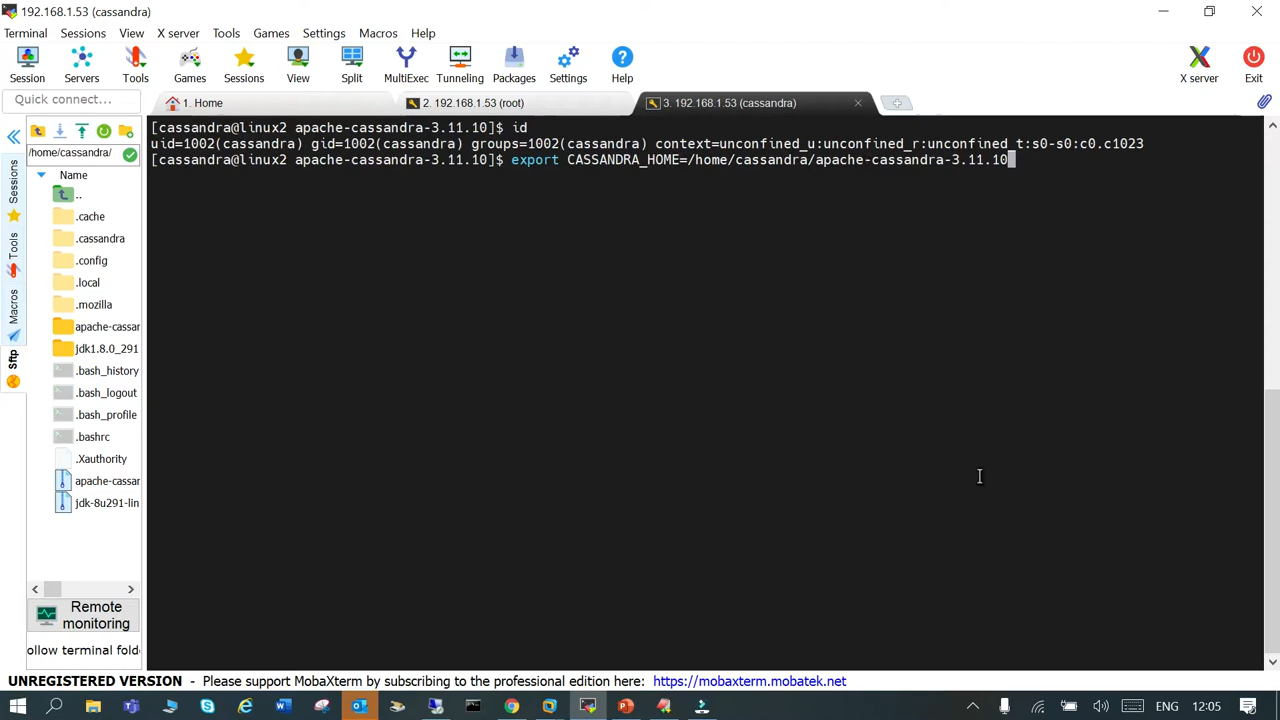 192.168.1.53 (cassandra)
Terminal Sessions View X server Tools Games Settings Macros Help
Session Servers Tools Games Sessions View Split MultiExec Tunneling Packages Settings Help X server Exit
Quick connect...
1. Home
2. 192.168.1.53 (root)
3. 192.168.1.53 (cassandra)
/home/cassandra/
Name
..
.cache
.cassandra
.config
.local
.mozilla
apache-cassar
jdk1.8.0_291
.bash_history
.bash_logout
.bash_profile
.bashrc
.Xauthority
apache-cassar
jdk-8u291-lin
Sessions
Tools
Macros
Sftp
Remote
monitoring
ollow terminal fold
[cassandra@linux2 apache-cassandra-3.11.10]$ id
uid=1002(cassandra) gid=1002(cassandra) groups=1002(cassandra) context=unconfined_u:unconfined_r:unconfined_t:s0-s0:c0.c1023
[cassandra@linux2 apache-cassandra-3.11.10]$ export CASSANDRA_HOME=/home/cassandra/apache-cassandra-3.11.10
UNREGISTERED VERSION - Please support MobaXterm by subscribing to the professional edition here: https://mobaxterm.mobatek.net
ENG 12:05